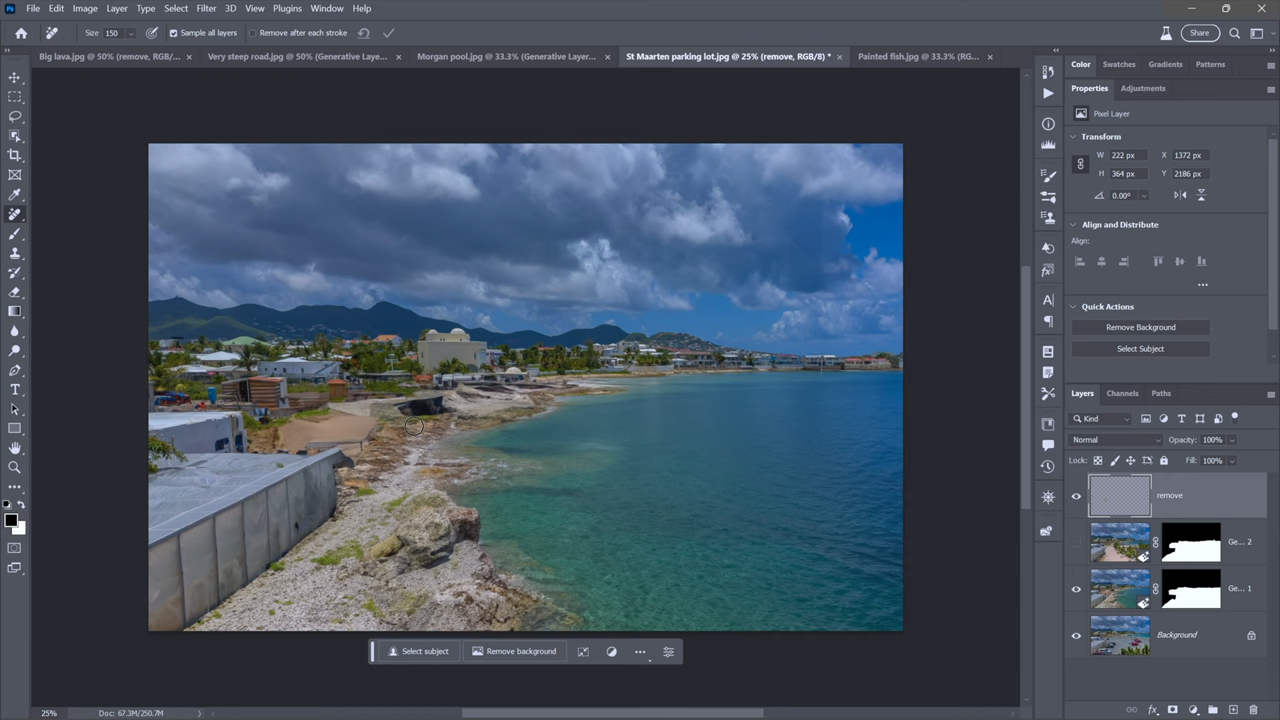 Ps File Edit Image Layer Type Select Filter 3D View Plugins Window Help
Size 150 Sample all layers Remove after each stroke Share
Big lava.jpg @ 50% (remove, RGB/... × Very steep road.jpg @ 50% (Generative Layer... × Morgan pool.jpg @ 33.3% (Generative Layer... × St Maarten parking lot.jpg @ 25% (remove, RGB/8) * × Painted fish.jpg @ 33.3% (RG... ×
Color Swatches Gradients Patterns
Properties Adjustments
Pixel Layer
Transform
W 222 px X 1372 px
H 364 px Y 2186 px
0.00°
Align and Distribute
Align:
Quick Actions
Remove Background
Select Subject
Layers Channels Paths
Kind
Normal Opacity: 100%
Lock: Fill: 100%
remove
Ge... 2
Ge... 1
Background
Select subject Remove background
25% Doc: 67.3M/250.7M